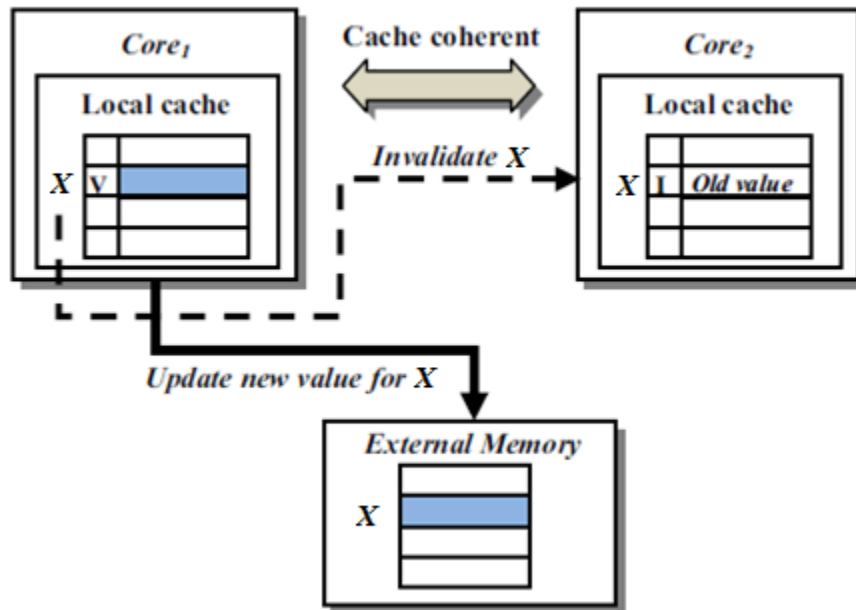 Core₁
Cache coherent
Core₂
Local cache
Local cache
Invalidate X
X V
X I Old value
Update new value for X
External Memory
X